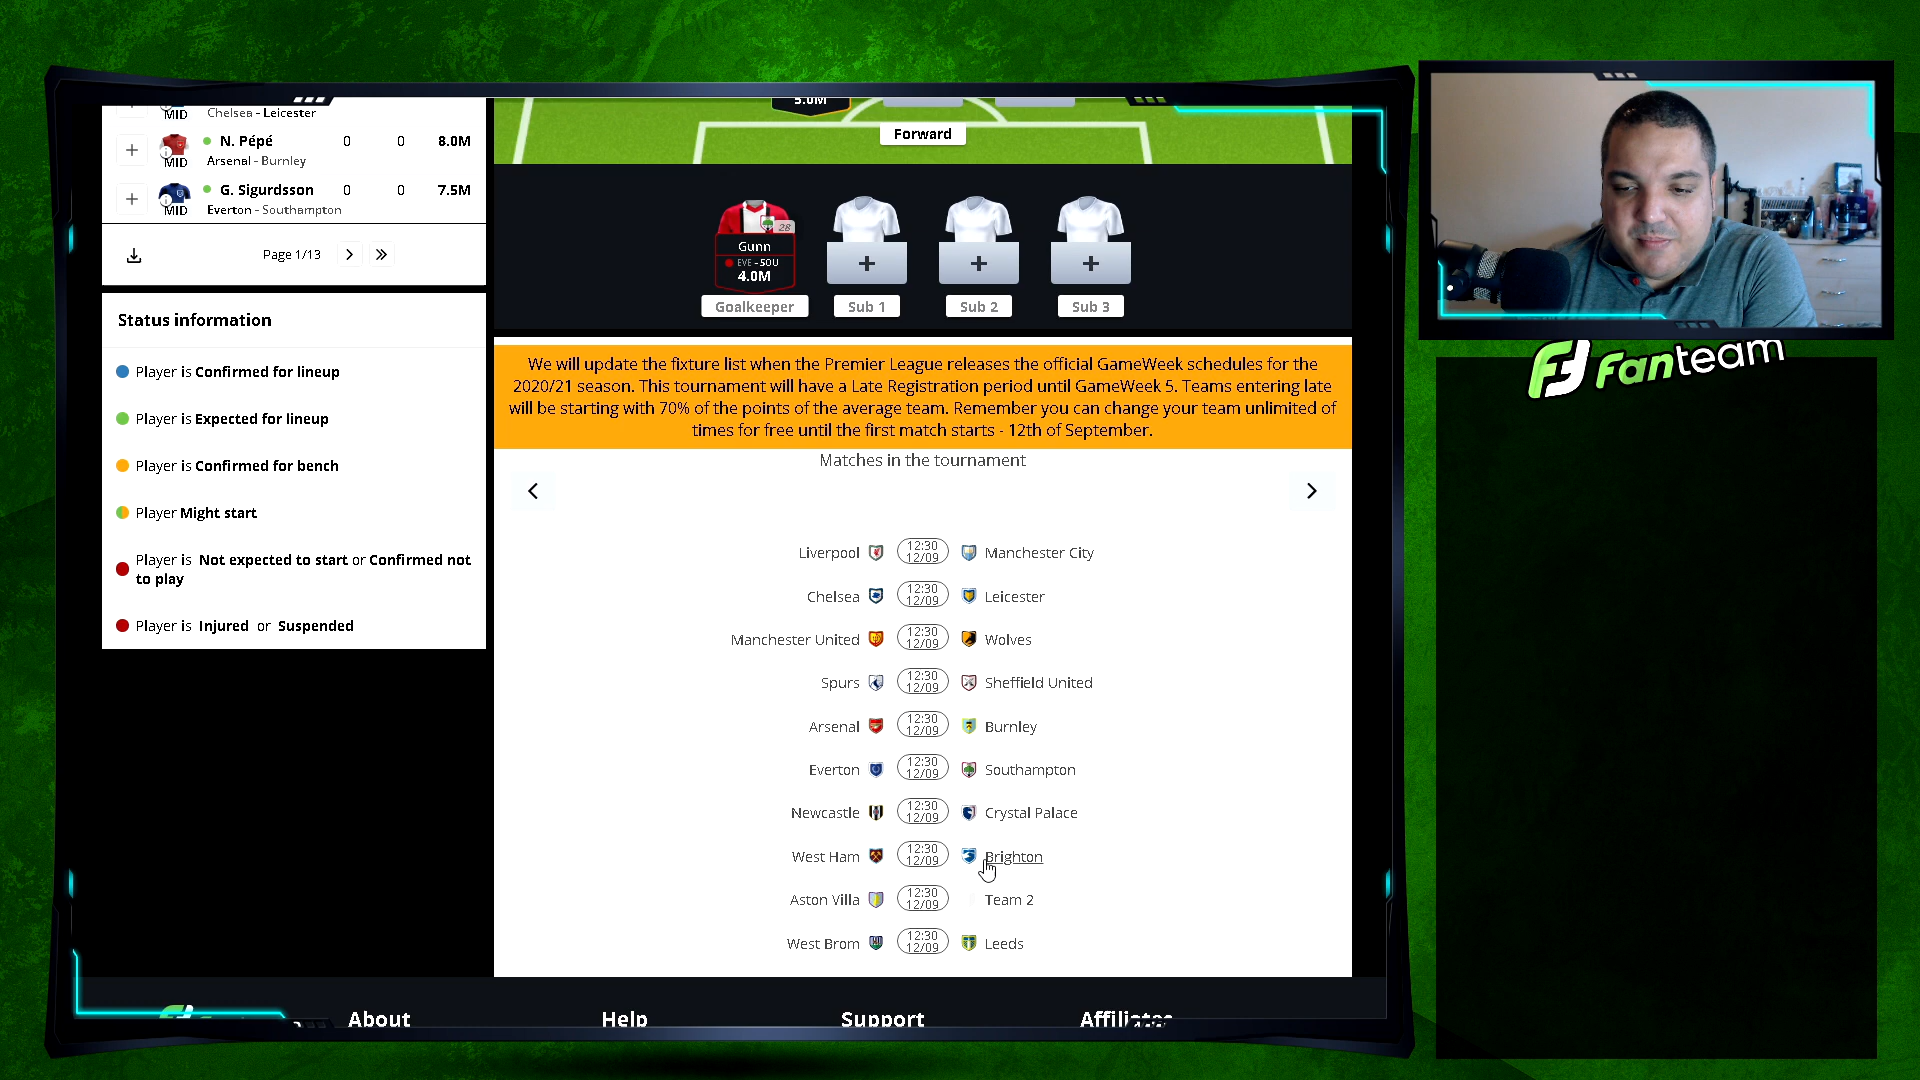 MID
Chelsea - Leicester
N. Pépé 0 0 8.0M
MID
Arsenal - Burnley
G. Sigurdsson 0 0 7.5M
MID
Everton - Southampton
Page 1/13
Status information
Player is Confirmed for lineup
Player is Expected for lineup
Player is Confirmed for bench
Player Might start
Player is Not expected to start or Confirmed not
to play
Player is Injured or Suspended
5.0M
Forward
28
Gunn
EVE - SOU
4.0M
Goalkeeper
Sub 1
Sub 2
Sub 3
We will update the fixture list when the Premier League releases the official GameWeek schedules for the
2020/21 season. This tournament will have a Late Registration period until GameWeek 5. Teams entering late
will be starting with 70% of the points of the average team. Remember you can change your team unlimited of
times for free until the first match starts - 12th of September.
Matches in the tournament
Liverpool 12:30 12/09 Manchester City
Chelsea 12:30 12/09 Leicester
Manchester United 12:30 12/09 Wolves
Spurs 12:30 12/09 Sheffield United
Arsenal 12:30 12/09 Burnley
Everton 12:30 12/09 Southampton
Newcastle 12:30 12/09 Crystal Palace
West Ham 12:30 12/09 Brighton
Aston Villa 12:30 12/09 Team 2
West Brom 12:30 12/09 Leeds
About
Help
Support
Affiliates
Fanteam